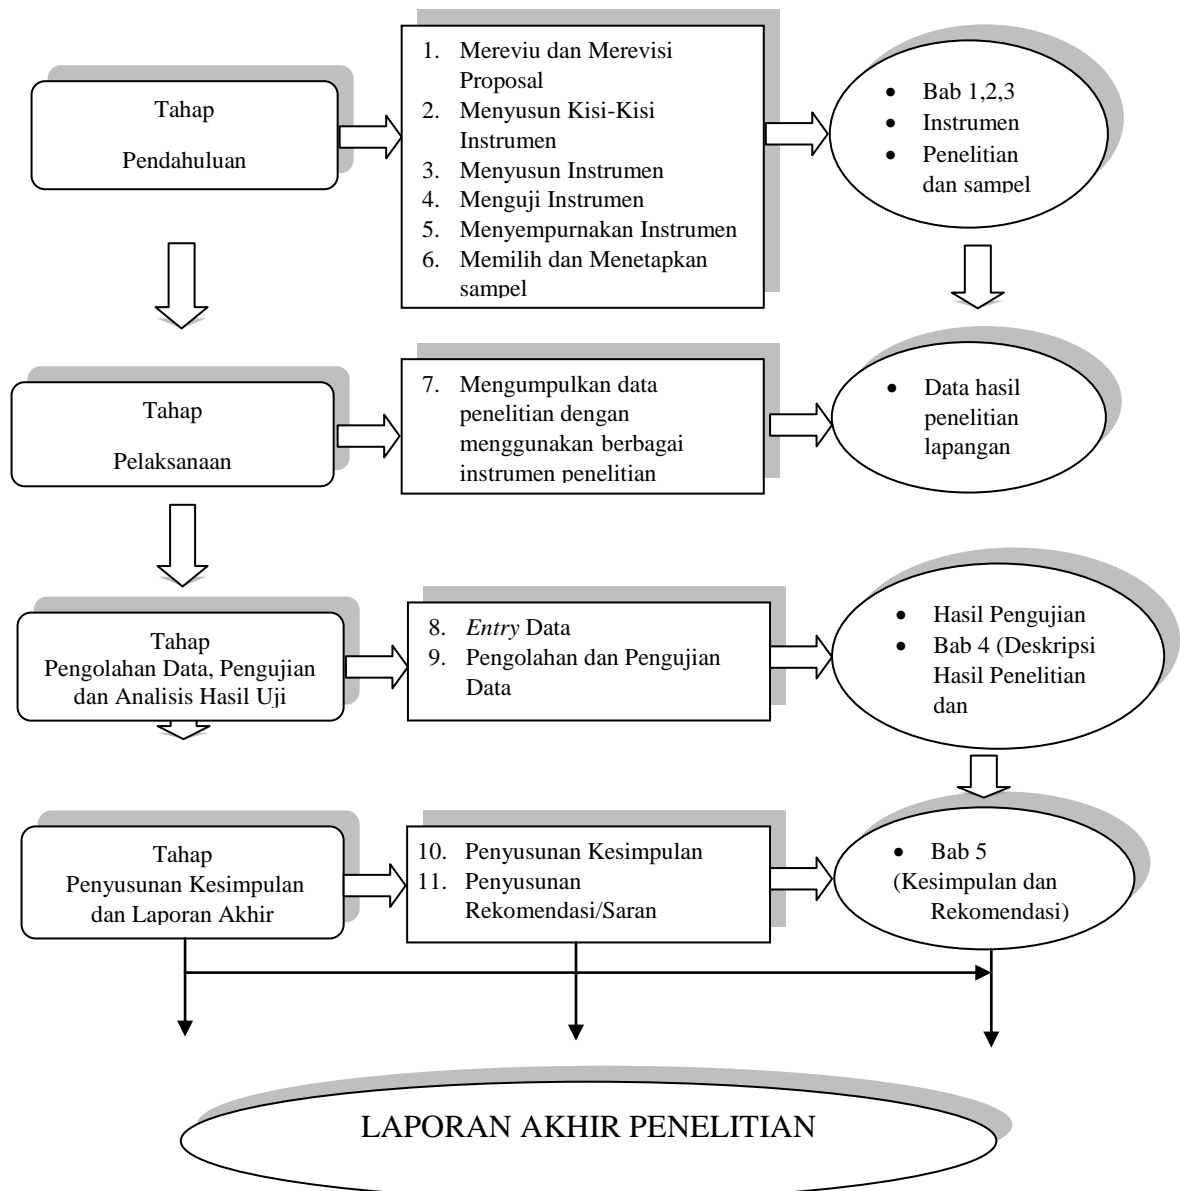 Tahap
Pendahuluan
1. Mereviu dan Merevisi
Proposal
2. Menyusun Kisi-Kisi
Instrumen
3. Menyusun Instrumen
4. Menguji Instrumen
5. Menyempurnakan Instrumen
6. Memilih dan Menetapkan
sampel
• Bab 1,2,3
• Instrumen
• Penelitian
dan sampel
Tahap
Pelaksanaan
7. Mengumpulkan data
penelitian dengan
menggunakan berbagai
instrumen penelitian
• Data hasil
penelitian
lapangan
Tahap
Pengolahan Data, Pengujian
dan Analisis Hasil Uji
8. Entry Data
9. Pengolahan dan Pengujian
Data
• Hasil Pengujian
• Bab 4 (Deskripsi
Hasil Penelitian
dan
Tahap
Penyusunan Kesimpulan
dan Laporan Akhir
10. Penyusunan Kesimpulan
11. Penyusunan
Rekomendasi/Saran
• Bab 5
(Kesimpulan dan
Rekomendasi)
LAPORAN AKHIR PENELITIAN